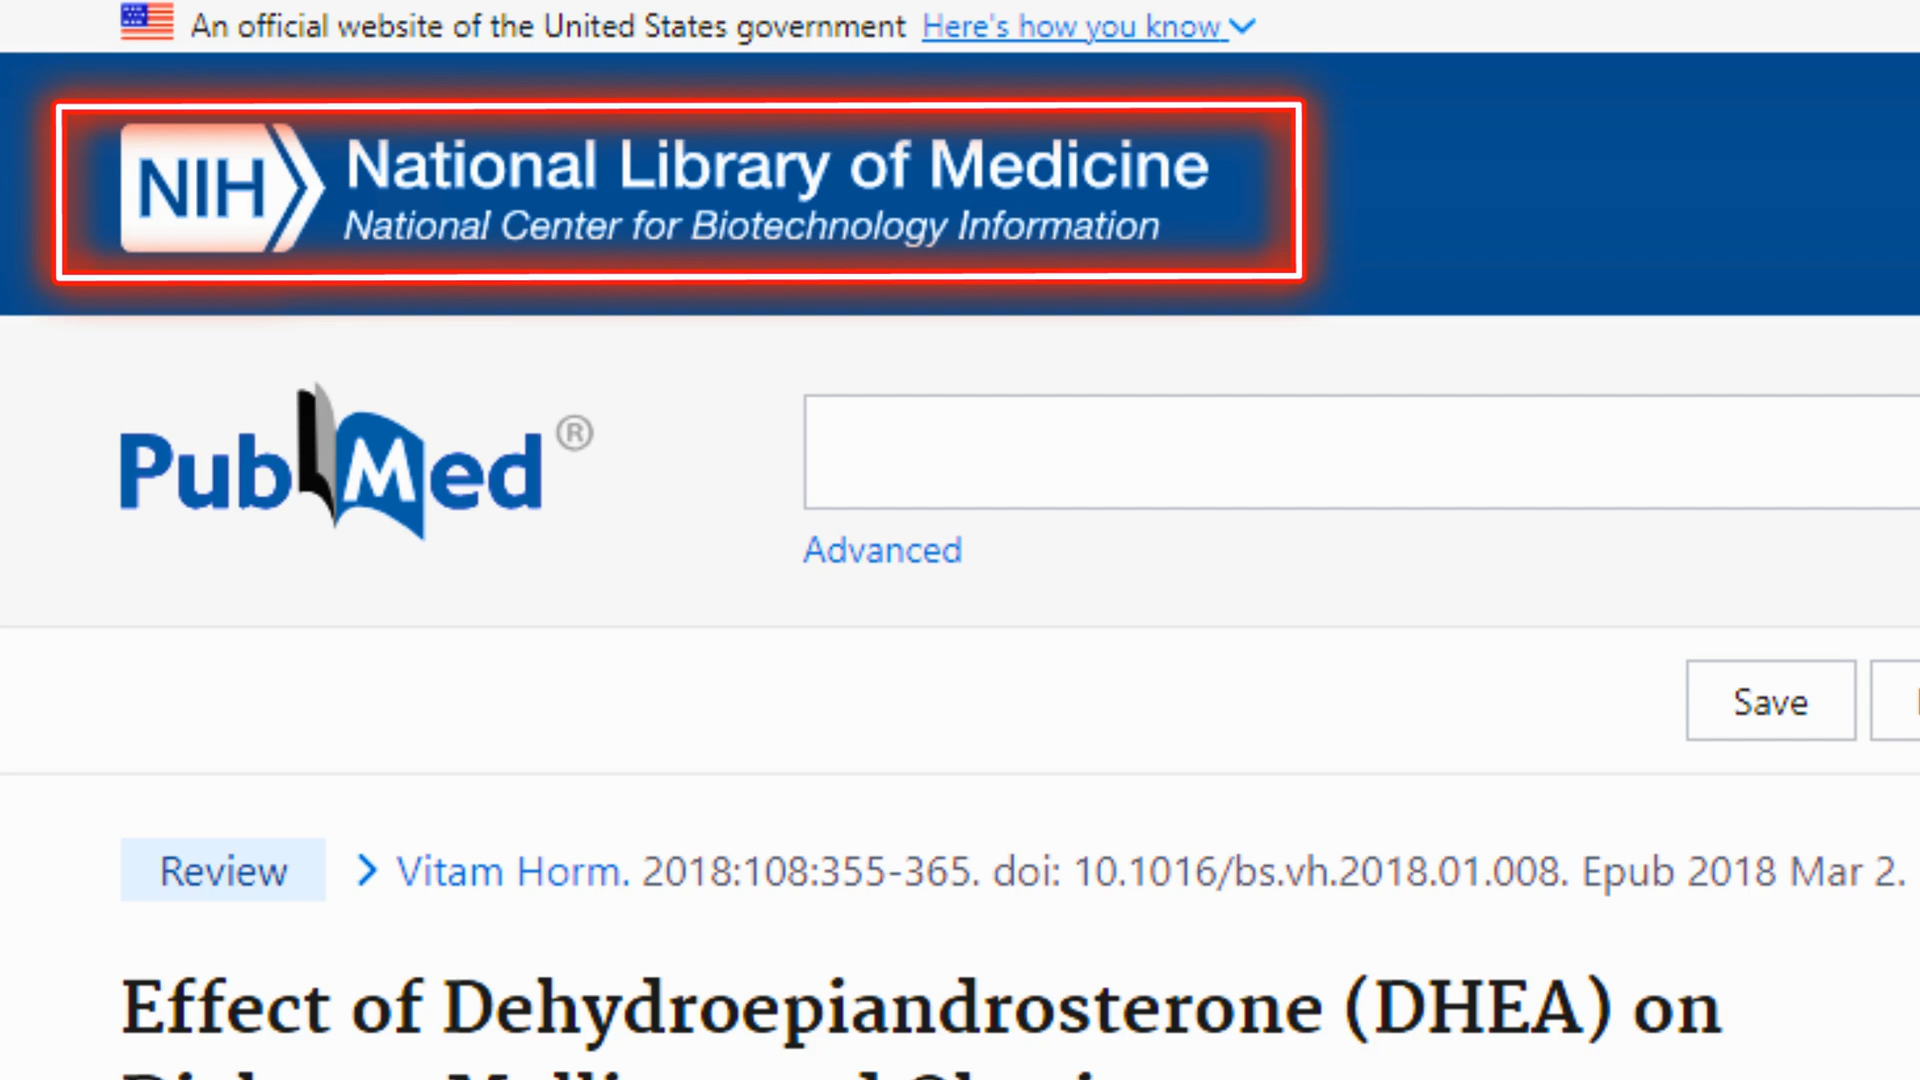 An official website of the United States government Here's how you know
NIH National Library of Medicine
National Center for Biotechnology Information
PubMed®
Advanced
Save
Review Vitam Horm. 2018:108:355-365. doi: 10.1016/bs.vh.2018.01.008. Epub 2018 Mar 2.
Effect of Dehydroepiandrosterone (DHEA) on